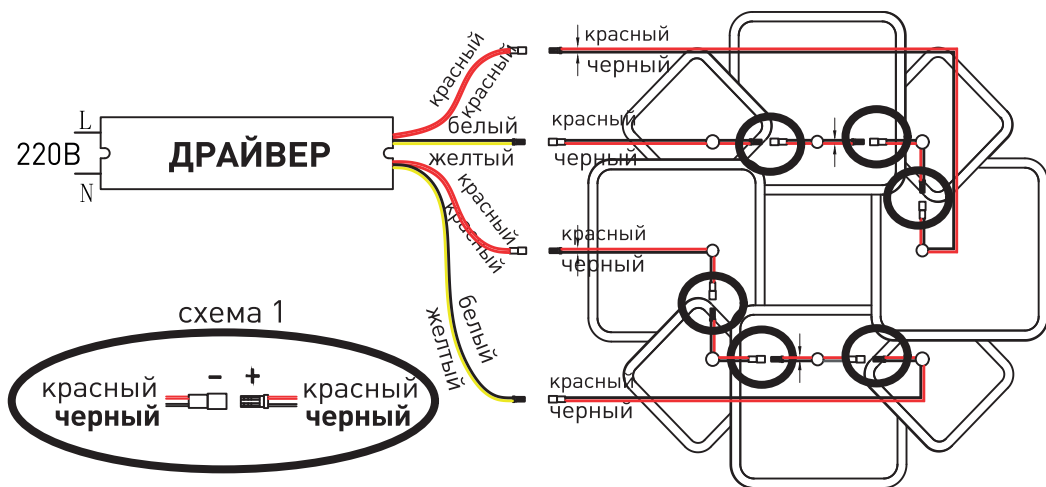 L
220В
N
ДРАЙВЕР
красный
красный
белый
желтый
красный
красный
белый
желтый
красный
черный
красный
черный
красный
черный
красный
черный
схема 1
- +
красный
черный
красный
черный